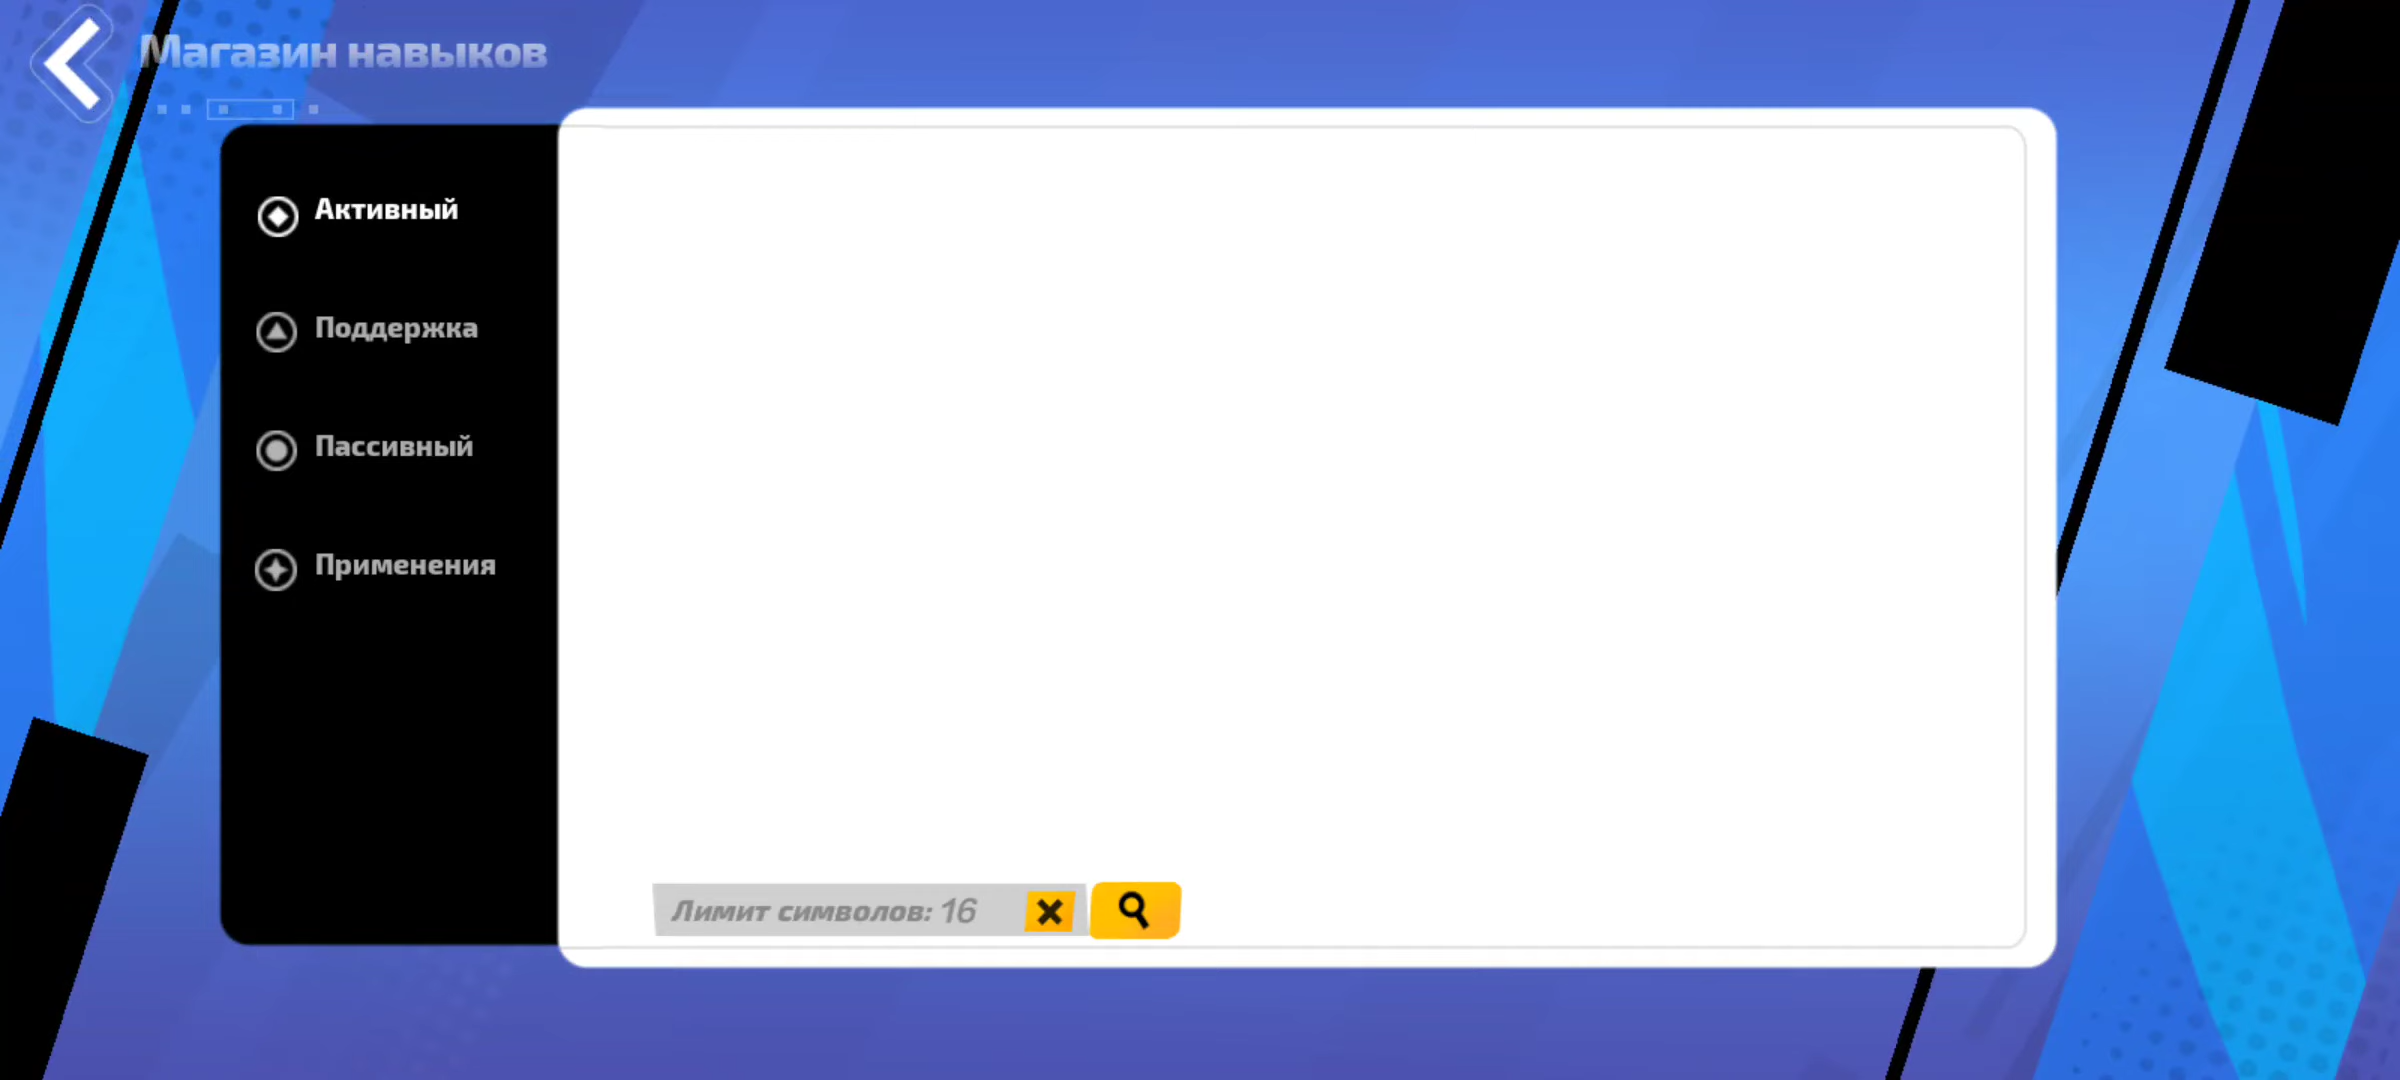 Магазин навыков
Активный
Поддержка
Пассивный
Применения
Лимит символов: 16